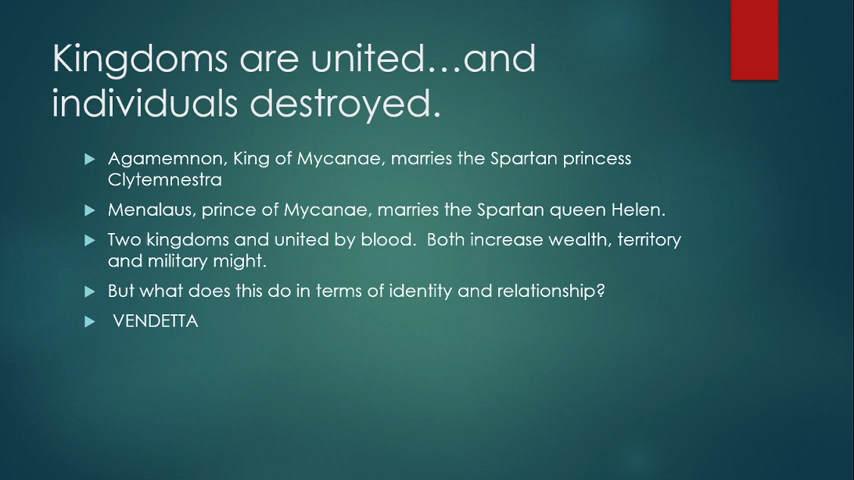 Kingdoms are united...and
individuals destroyed.
Agamemnon, King of Mycanae, marries the Spartan princess
Clytemnestra
Menalaus, prince of Mycanae, marries the Spartan queen Helen.
Two kingdoms and united by blood.  Both increase wealth, territory
and military might.
But what does this do in terms of identity and relationship?
VENDETTA